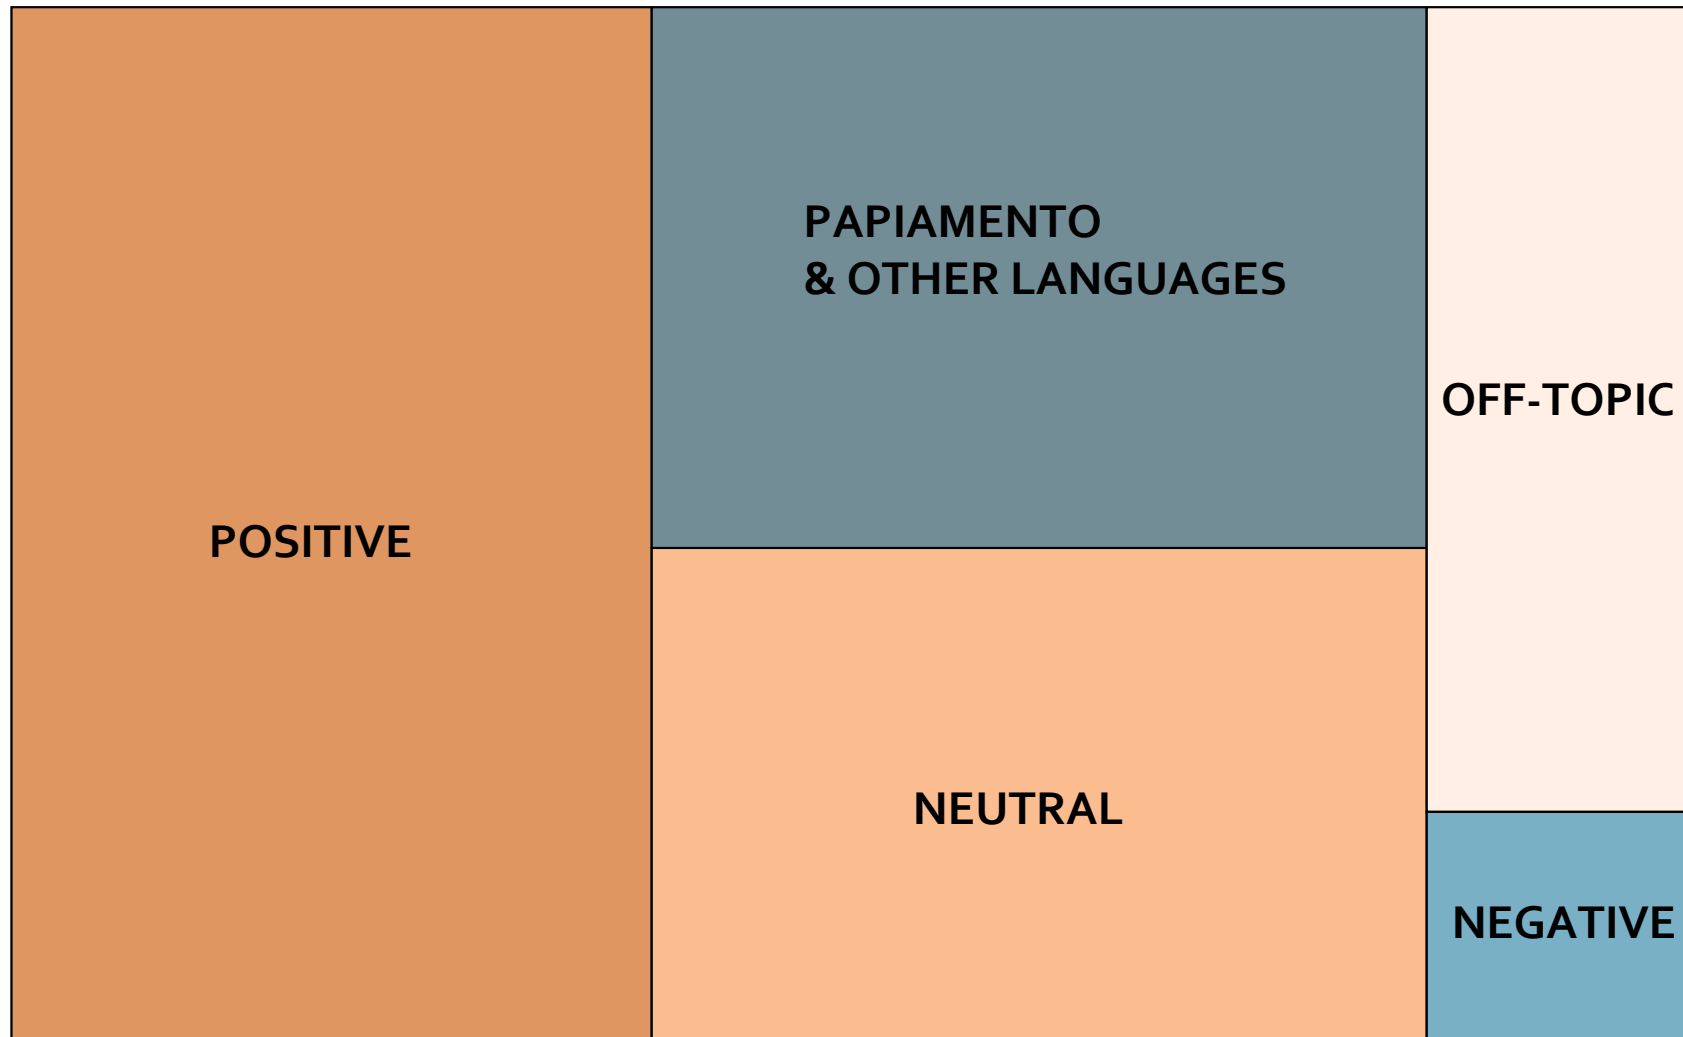 POSITIVE
PAPIAMENTO
& OTHER LANGUAGES
NEUTRAL
OFF-TOPIC
NEGATIVE